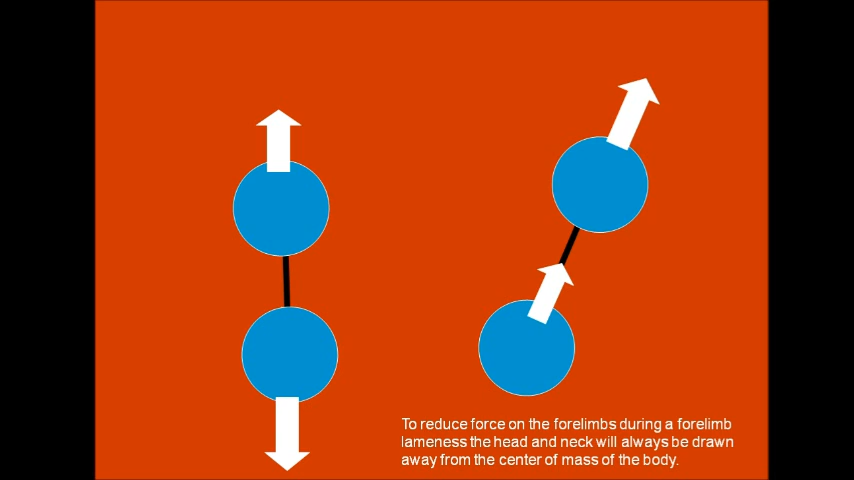 To reduce force on the forelimbs during a forelimb
lameness the head and neck will always be drawn
away from the center of mass of the body.